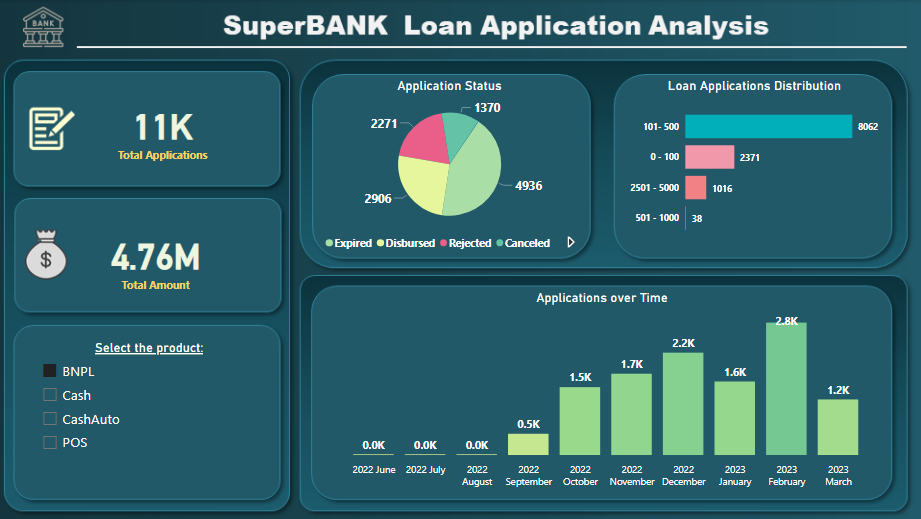 BANK
SuperBANK Loan Application Analysis
11K
Total Applications
$
4.76M
Total Amount
Select the product:
BNPL
Cash
CashAuto
POS
Application Status
1370
2271
4936
2906
Expired Disbursed Rejected Canceled
Loan Applications Distribution
101- 500 8062
0 - 100 2371
2501 - 5000 1016
501 - 1000 38
Applications over Time
0.0K 0.0K 0.0K 0.5K 1.5K 1.7K 2.2K 1.6K 2.8K 1.2K
2022 June 2022 July 2022 2022 2022 2022 2022 2023 2023 2023
August September October November December January February March